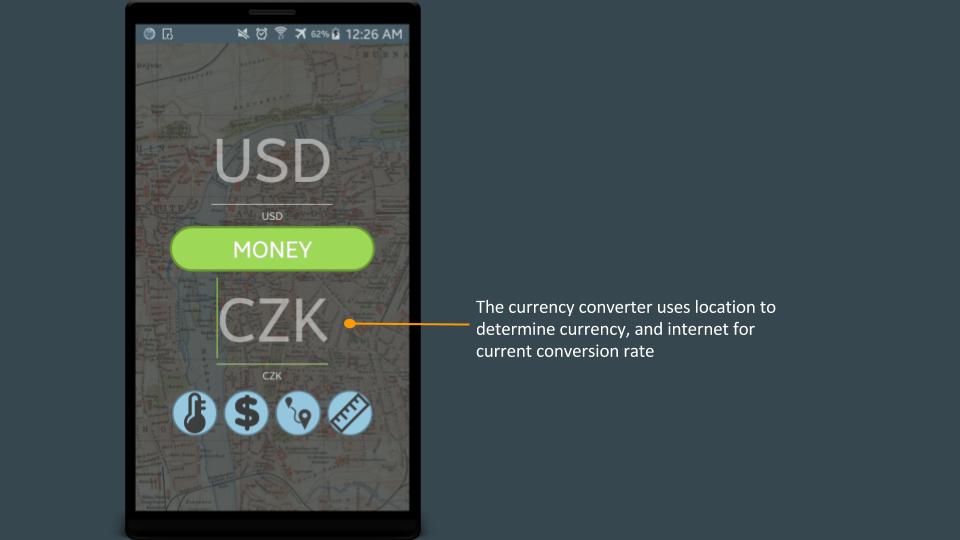 62% 12:26 AM
USD
USD
MONEY
CZK
CZK
$
The currency converter uses location to
determine currency, and internet for
current conversion rate